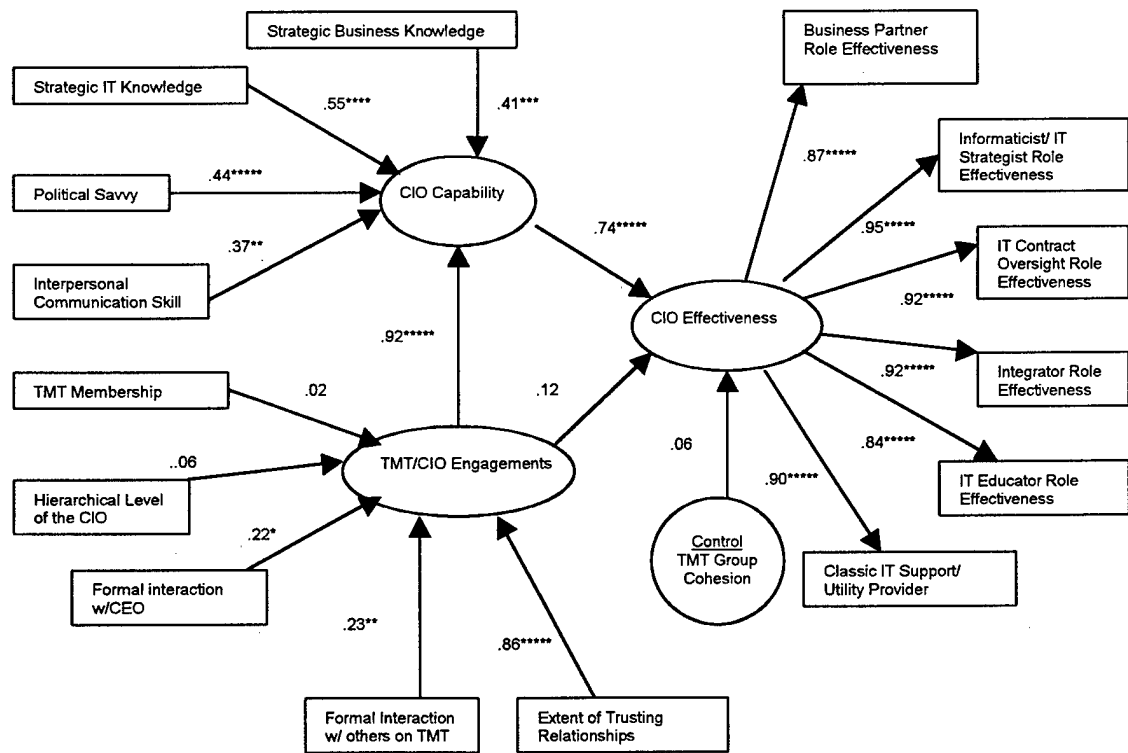 Strategic Business Knowledge
Business Partner
Role Effectiveness
Strategic IT Knowledge
.55****
.41***
Informaticist/ IT
Strategist Role
Effectiveness
.87*****
Political Savvy
.44*****
CIO Capability
.95*****
.37**
.74*****
IT Contract
Oversight Role
Effectiveness
Interpersonal
Communication Skill
.92*****
CIO Effectiveness
.92*****
.92*****
Integrator Role
Effectiveness
TMT Membership
.02
.12
.84*****
TMT/CIO Engagements
.06
IT Educator Role
Effectiveness
..06
Hierarchical Level
of the CIO
.90*****
.22*
Control
TMT Group
Cohesion
Classic IT Support/
Utility Provider
Formal interaction
w/CEO
.23**
.86*****
Formal Interaction
w/ others on TMT
Extent of Trusting
Relationships